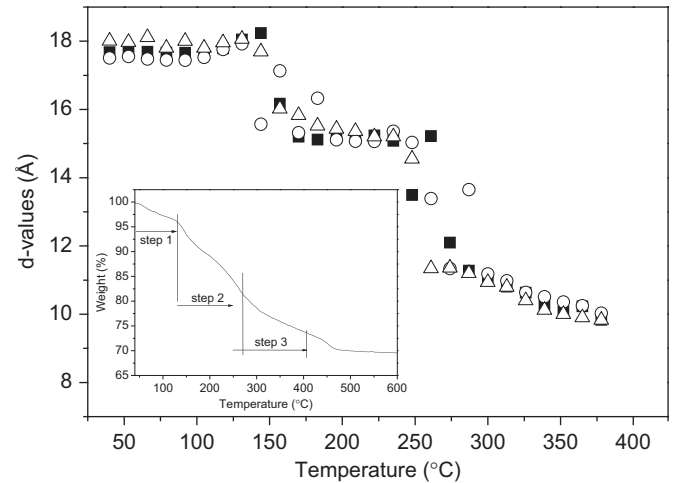 18
16
14
12
10
8
d-values (Å)
50 100 150 200 250 300 350 400
Temperature (°C)
100
95
90
85
80
75
70
65
Weight (%)
step 1
step 2
step 3
100 200 300 400 500 600
Temperature (°C)